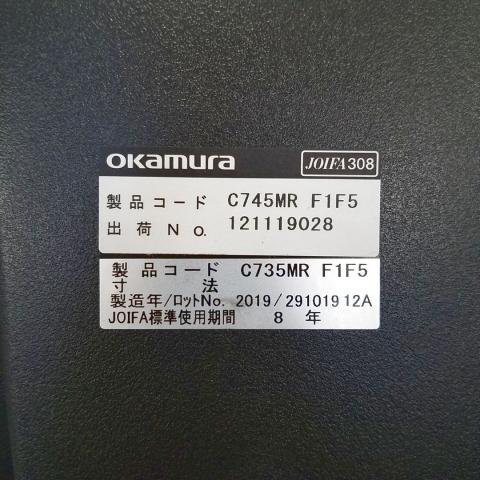 okamura
JOIFA308
製品コード C745MR F1F5
出荷No. 121119028
製品コード C735MR F1F5
寸法
製造年/ロットNo. 2019/29101912A
JOIFA標準使用期間 8年